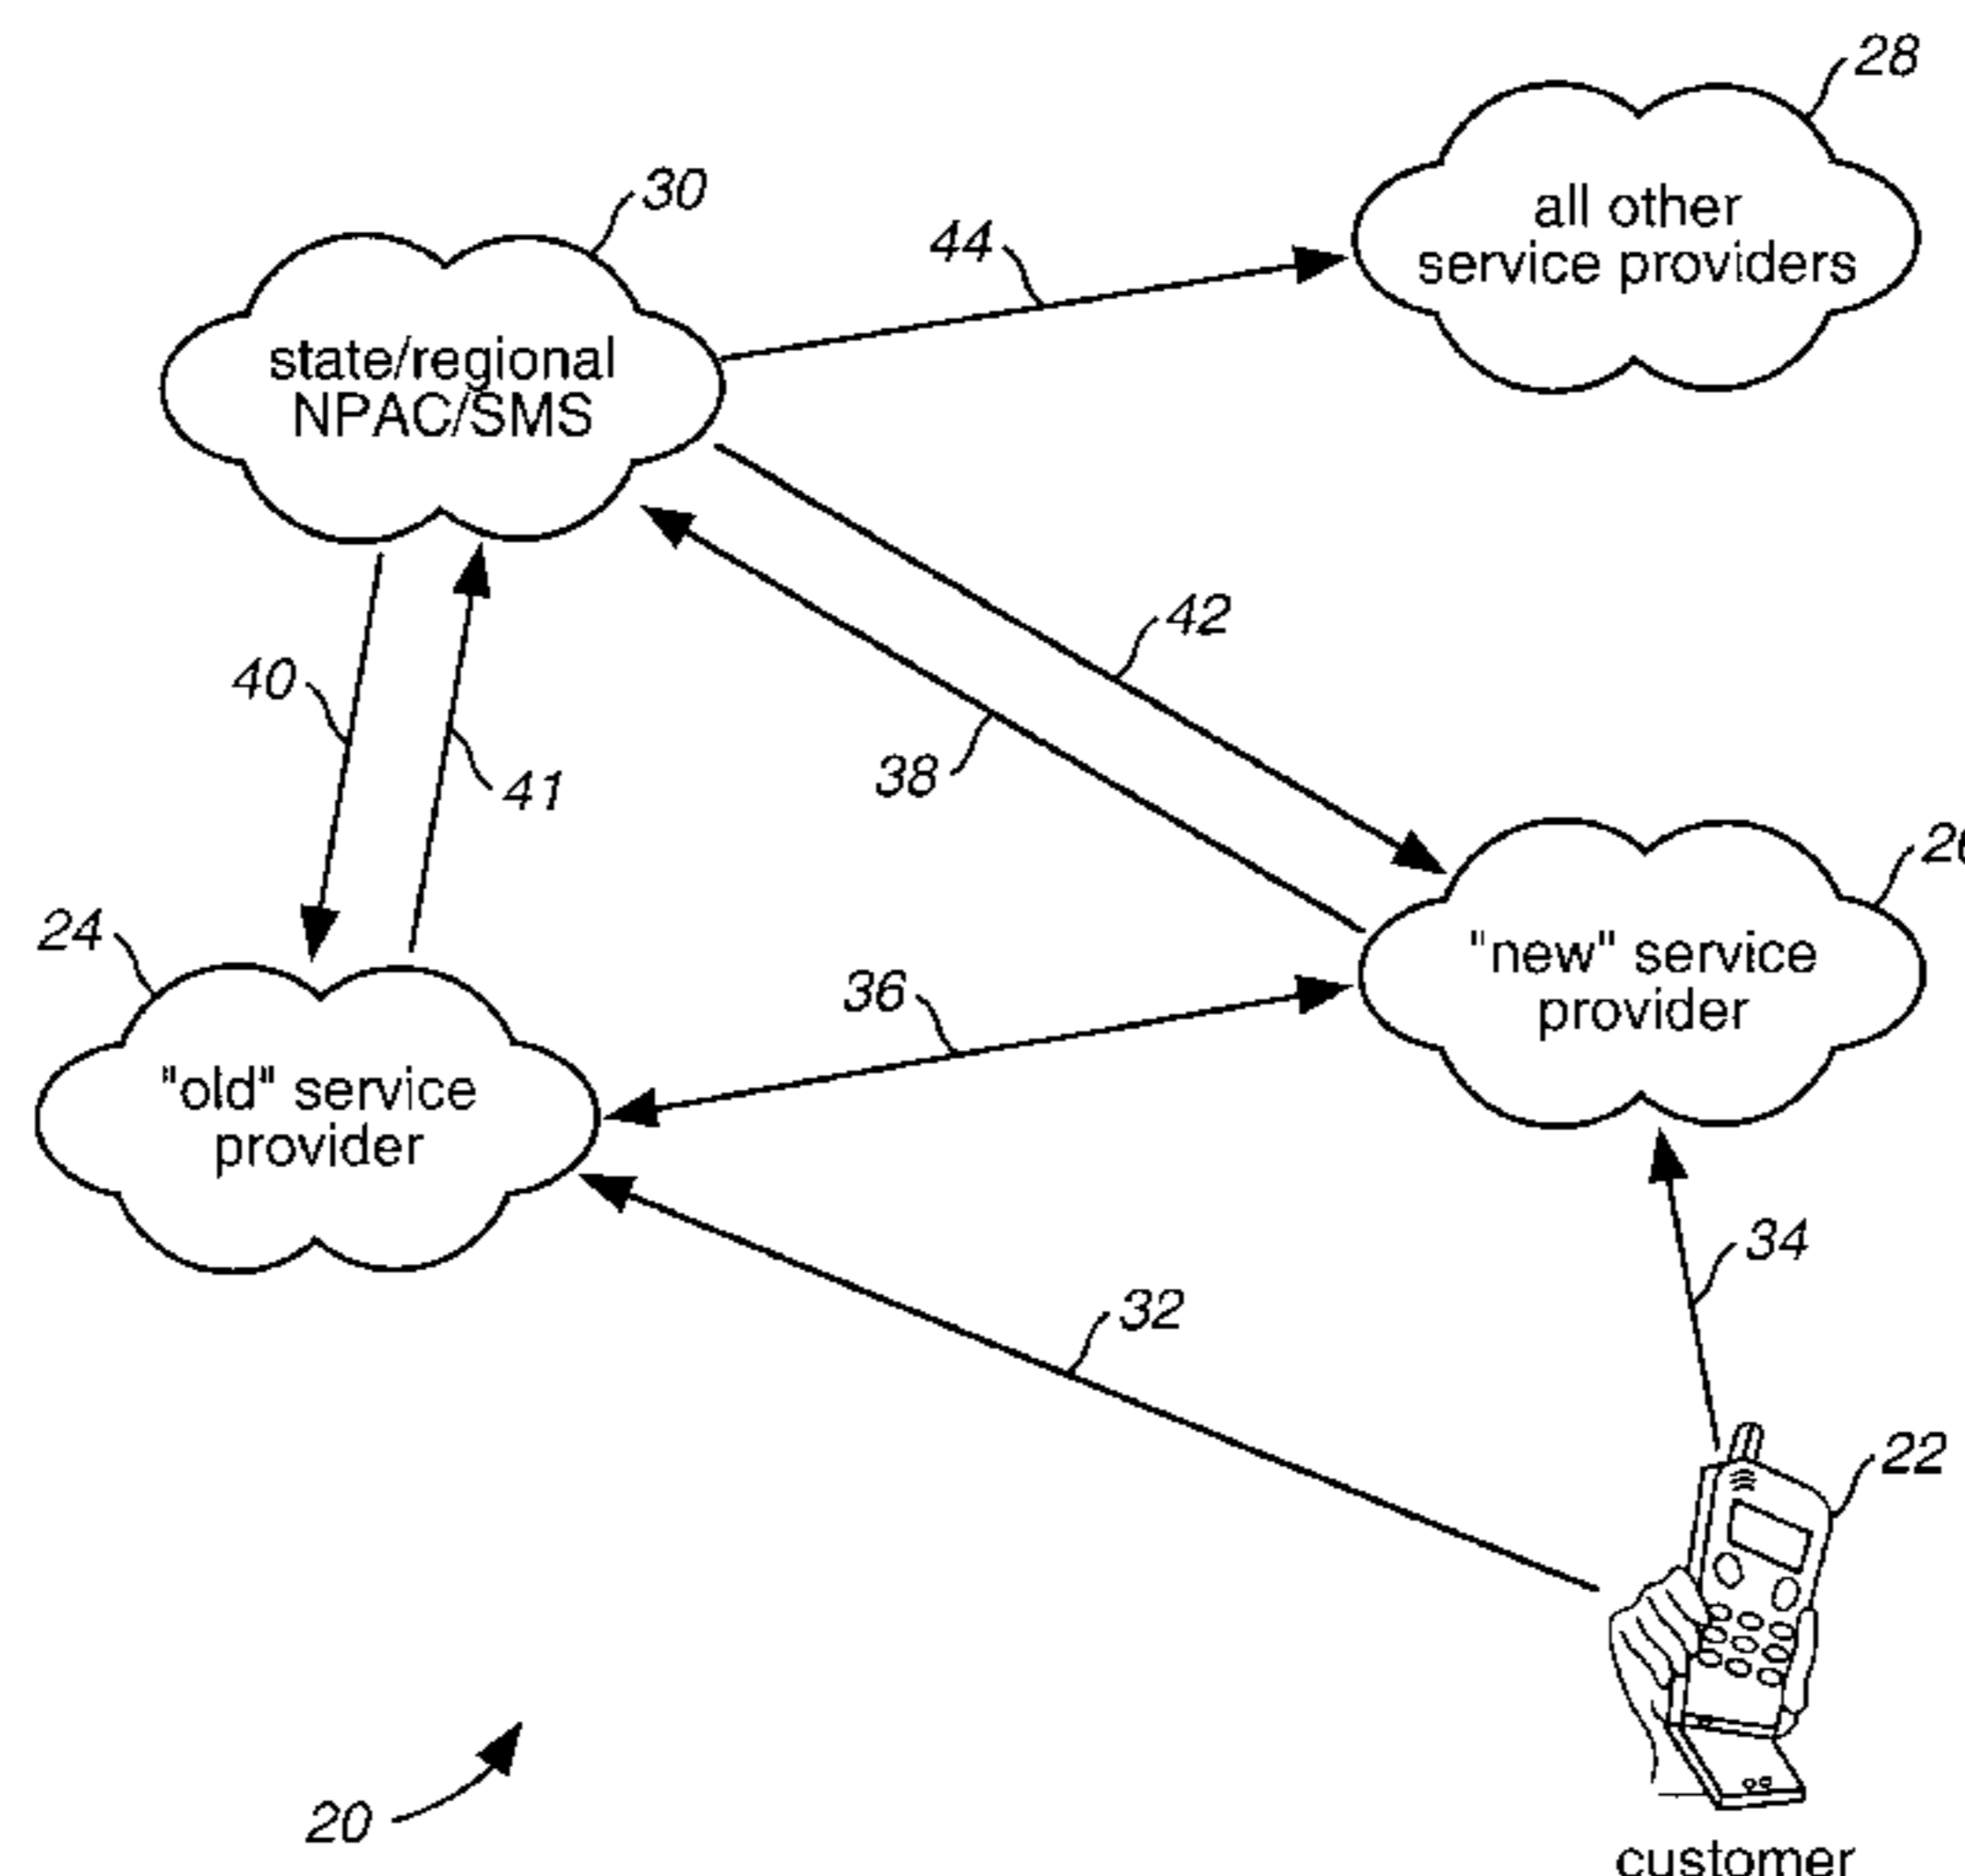 28
30
all other
service providers
44
state/regional
NPAC/SMS
42
40
38
41
24
"new" service
provider
36
"old" service
provider
34
32
22
20
customer